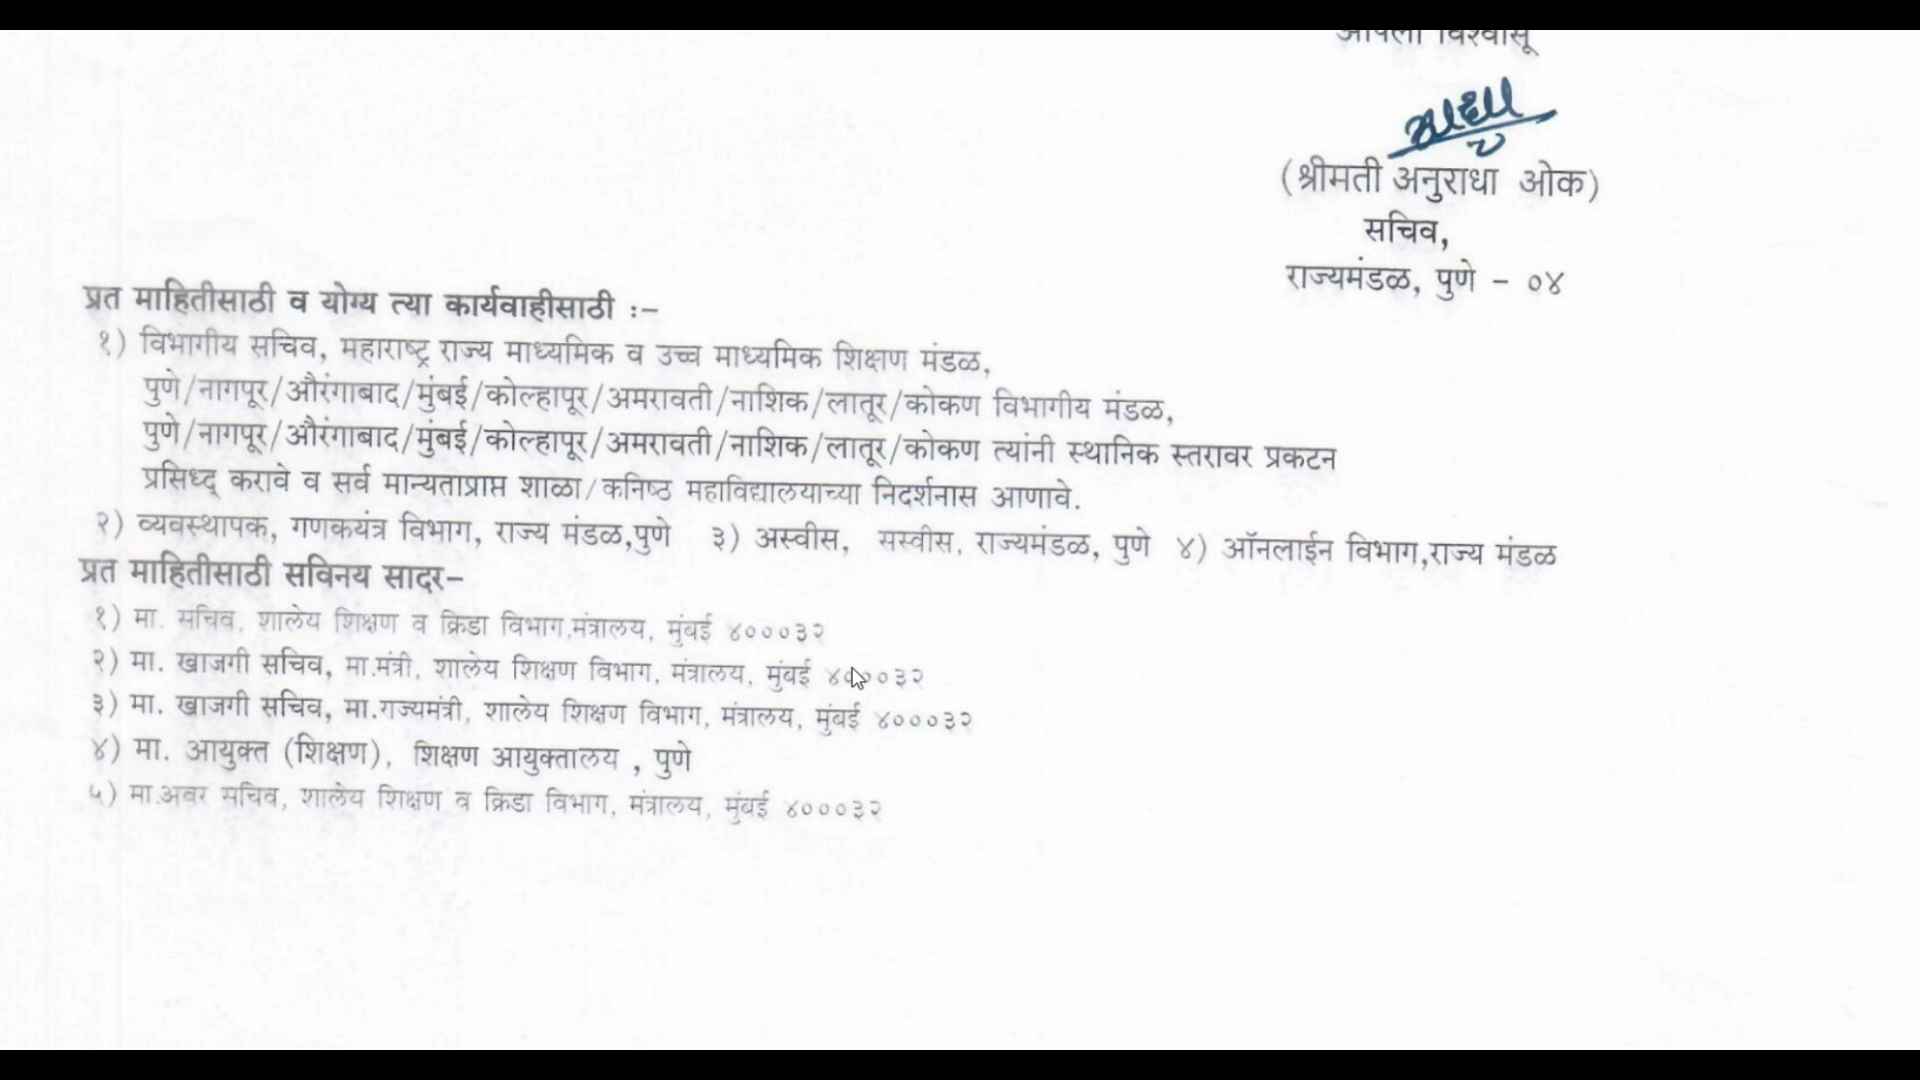 आपला विश्वासू
(श्रीमती अनुराधा ओक)
सचिव,
राज्यमंडळ, पुणे - ०४
प्रत माहितीसाठी व योग्य त्या कार्यवाहीसाठी :-
१) विभागीय सचिव, महाराष्ट्र राज्य माध्यमिक व उच्च माध्यमिक शिक्षण मंडळ,
पुणे/नागपूर/औरंगाबाद/मुंबई/कोल्हापूर/अमरावती/नाशिक/लातूर/कोकण विभागीय मंडळ,
पुणे/नागपूर/औरंगाबाद/मुंबई/कोल्हापूर/अमरावती/नाशिक/लातूर/कोकण त्यांनी स्थानिक स्तरावर प्रकटन
प्रसिध्द् करावे व सर्व मान्यताप्राप्त शाळा/कनिष्ठ महाविद्यालयाच्या निदर्शनास आणावे.
२) व्यवस्थापक, गणकयंत्र विभाग, राज्य मंडळ,पुणे ३) अस्वीस, सस्वीस, राज्यमंडळ, पुणे ४) ऑनलाईन विभाग,राज्य मंडळ
प्रत माहितीसाठी सविनय सादर-
१) मा. सचिव, शालेय शिक्षण व क्रिडा विभाग,मंत्रालय, मुंबई ४०००३२
२) मा. खाजगी सचिव, मा.मंत्री, शालेय शिक्षण विभाग, मंत्रालय, मुंबई ४०००३२
३) मा. खाजगी सचिव, मा.राज्यमंत्री, शालेय शिक्षण विभाग, मंत्रालय, मुंबई ४०००३२
४) मा. आयुक्त (शिक्षण), शिक्षण आयुक्तालय , पुणे
५) मा.अवर सचिव, शालेय शिक्षण व क्रिडा विभाग, मंत्रालय, मुंबई ४०००३२